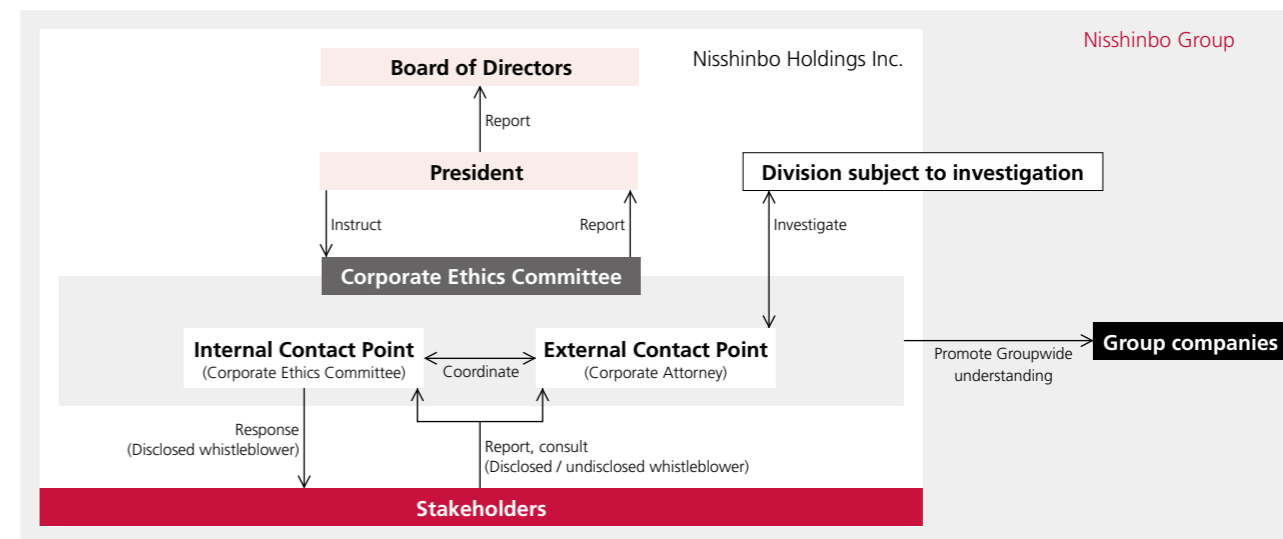 Nisshinbo Group
Nisshinbo Holdings Inc.
Board of Directors
Report
President
Division subject to investigation
Instruct
Report
Investigate
Corporate Ethics Committee
Internal Contact Point
(Corporate Ethics Committee)
Coordinate
External Contact Point
(Corporate Attorney)
Promote Groupwide
understanding
Group companies
Response
(Disclosed whistleblower)
Report, consult
(Disclosed / undisclosed whistleblower)
Stakeholders